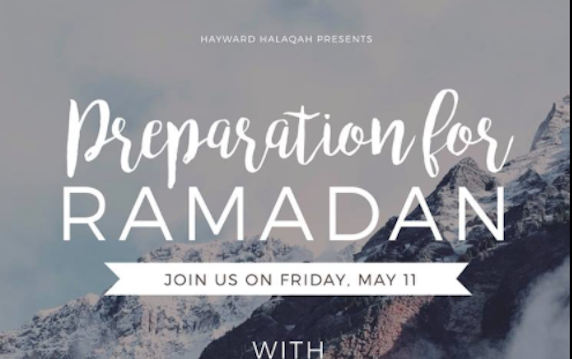 HAYWARD HALAQAH PRESENTS
Preparation for
RAMADAN
JOIN US ON FRIDAY, MAY 11
WITH